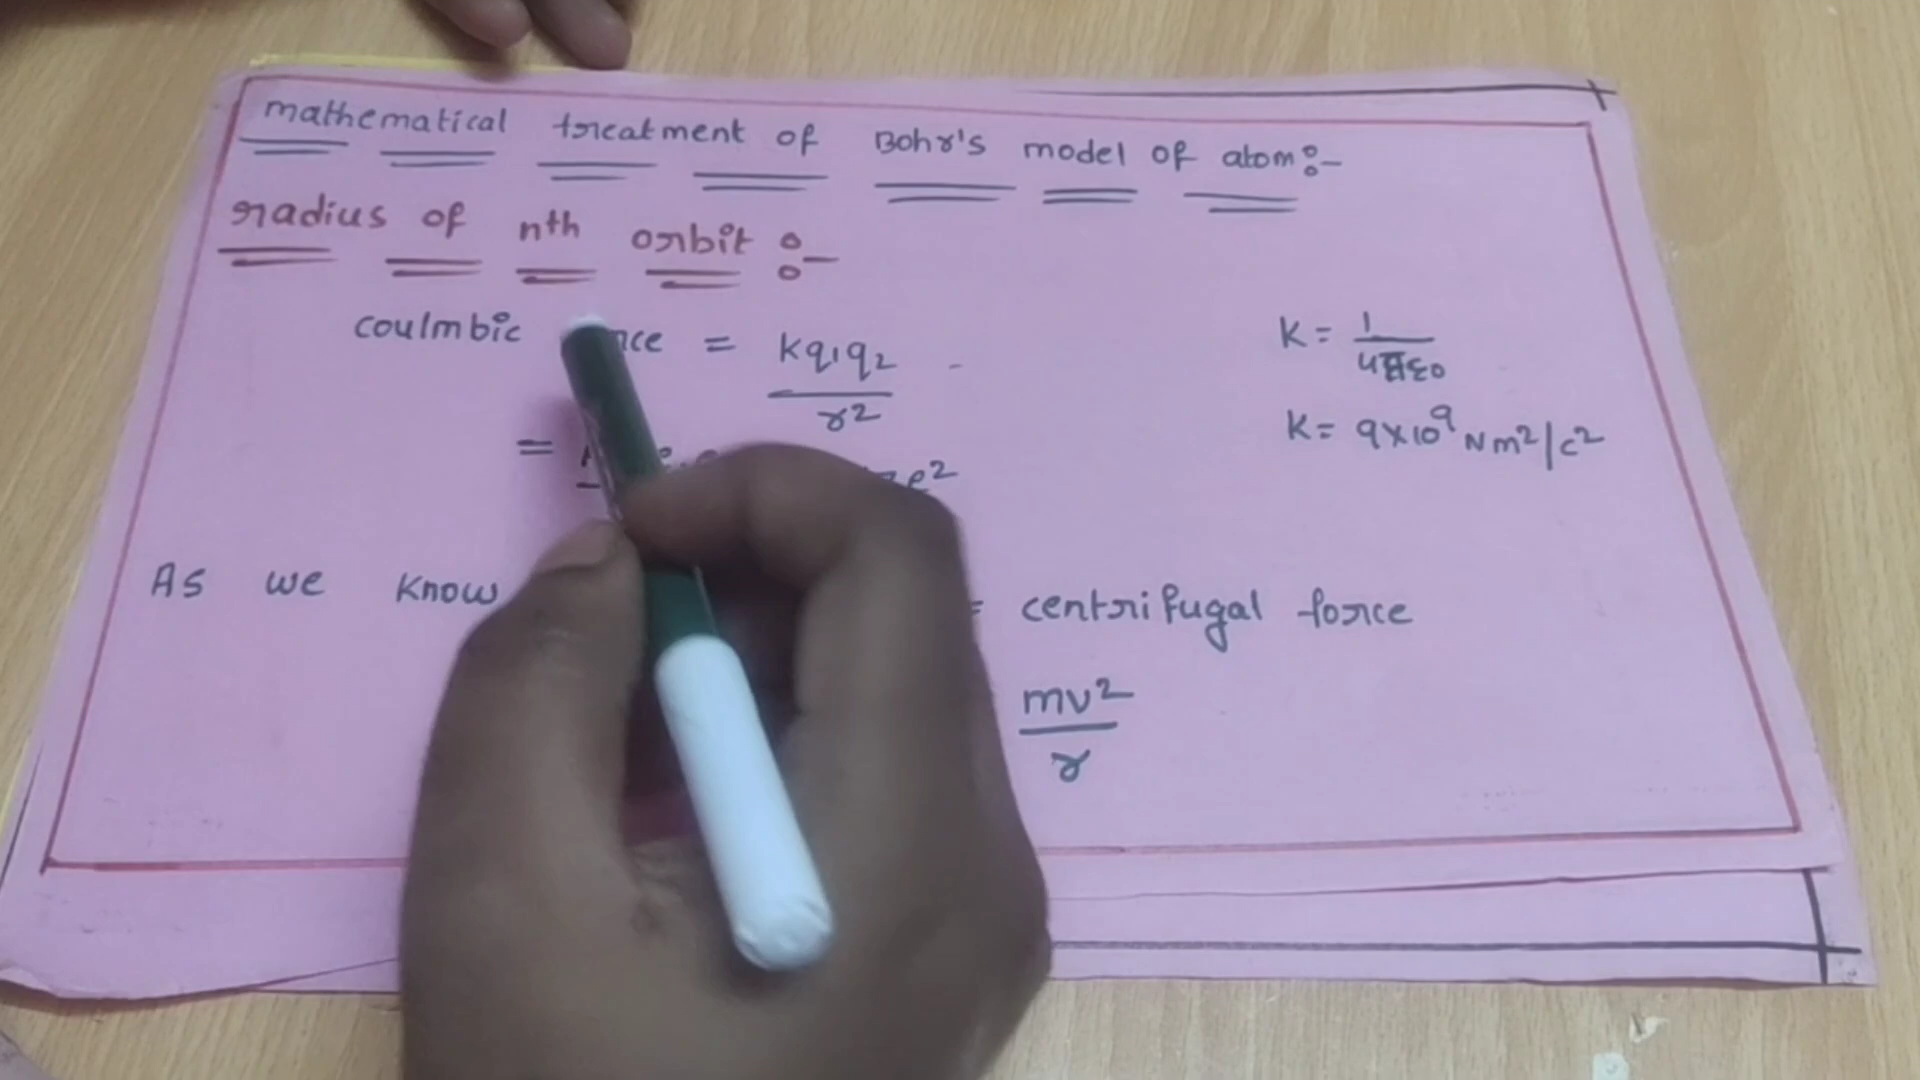 mathematical treatment of Bohr's model of atom:-
radius of nth orbit :-
coulmbic = Kq₁q₂ / r²
K = 1 / 4πε0
=
e²
K = 9×10⁹ Nm²/c²
As we know = centrifugal force
mv² / r